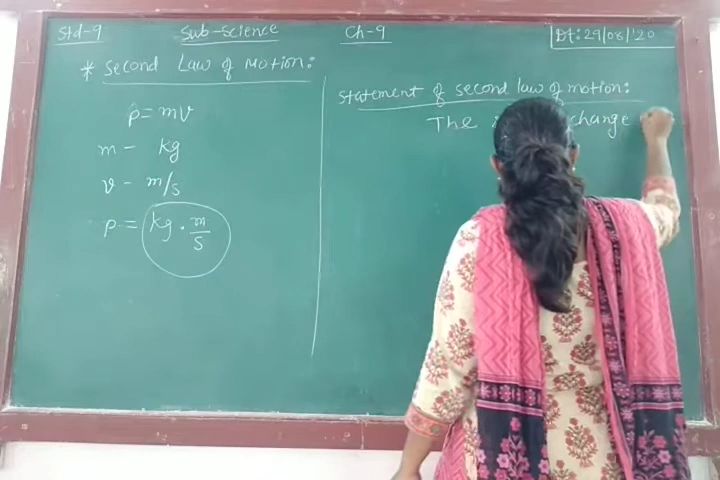 Std-9 Sub-Science Ch-9 Dt:29/08/'20
* Second Law of Motion:
p = mv
m - kg
v - m/s
p = kg . m/s
Statement of second law of motion:
The change